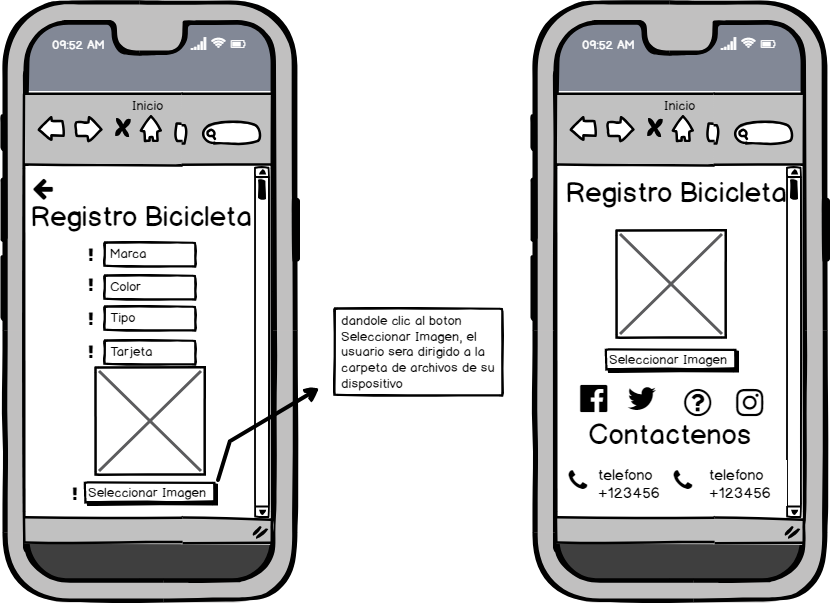 09:52 AM
Inicio
Registro Bicicleta
! Marca
! Color
! Tipo
! Tarjeta
! Seleccionar Imagen
dandole clic al boton
Seleccionar Imagen, el
usuario sera dirigido a la
carpeta de archivos de su
dispositivo
09:52 AM
Inicio
Registro Bicicleta
Seleccionar Imagen
?
Contactenos
telefono
+123456
telefono
+123456